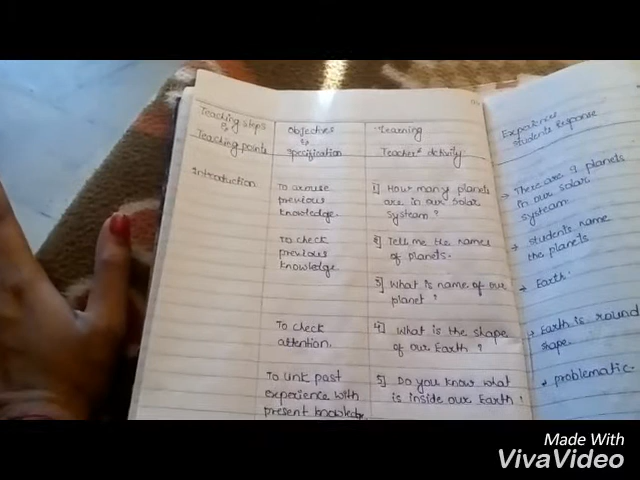 Teaching steps
&
Teaching points
Objectives
&
specification
Learning
Teacher's Activity
Experience
students Response
Introduction
To arouse
previous
knowledge.
1] How many planets
are in our solar
systeam ?
→ There are 9 planets
in our solar
systeam
To check
previous
knowledge
2] Tell me the names
of planets.
→ students name
the planets
3] What is name of our
planet ?
→ Earth.
To check
attention.
4] What is the shape
of our Earth ?
→ Earth is round
shape.
To link past
experience with
present knowledge
5] Do you know what
is inside our Earth ?
→ problematic.
Made With
VivaVideo